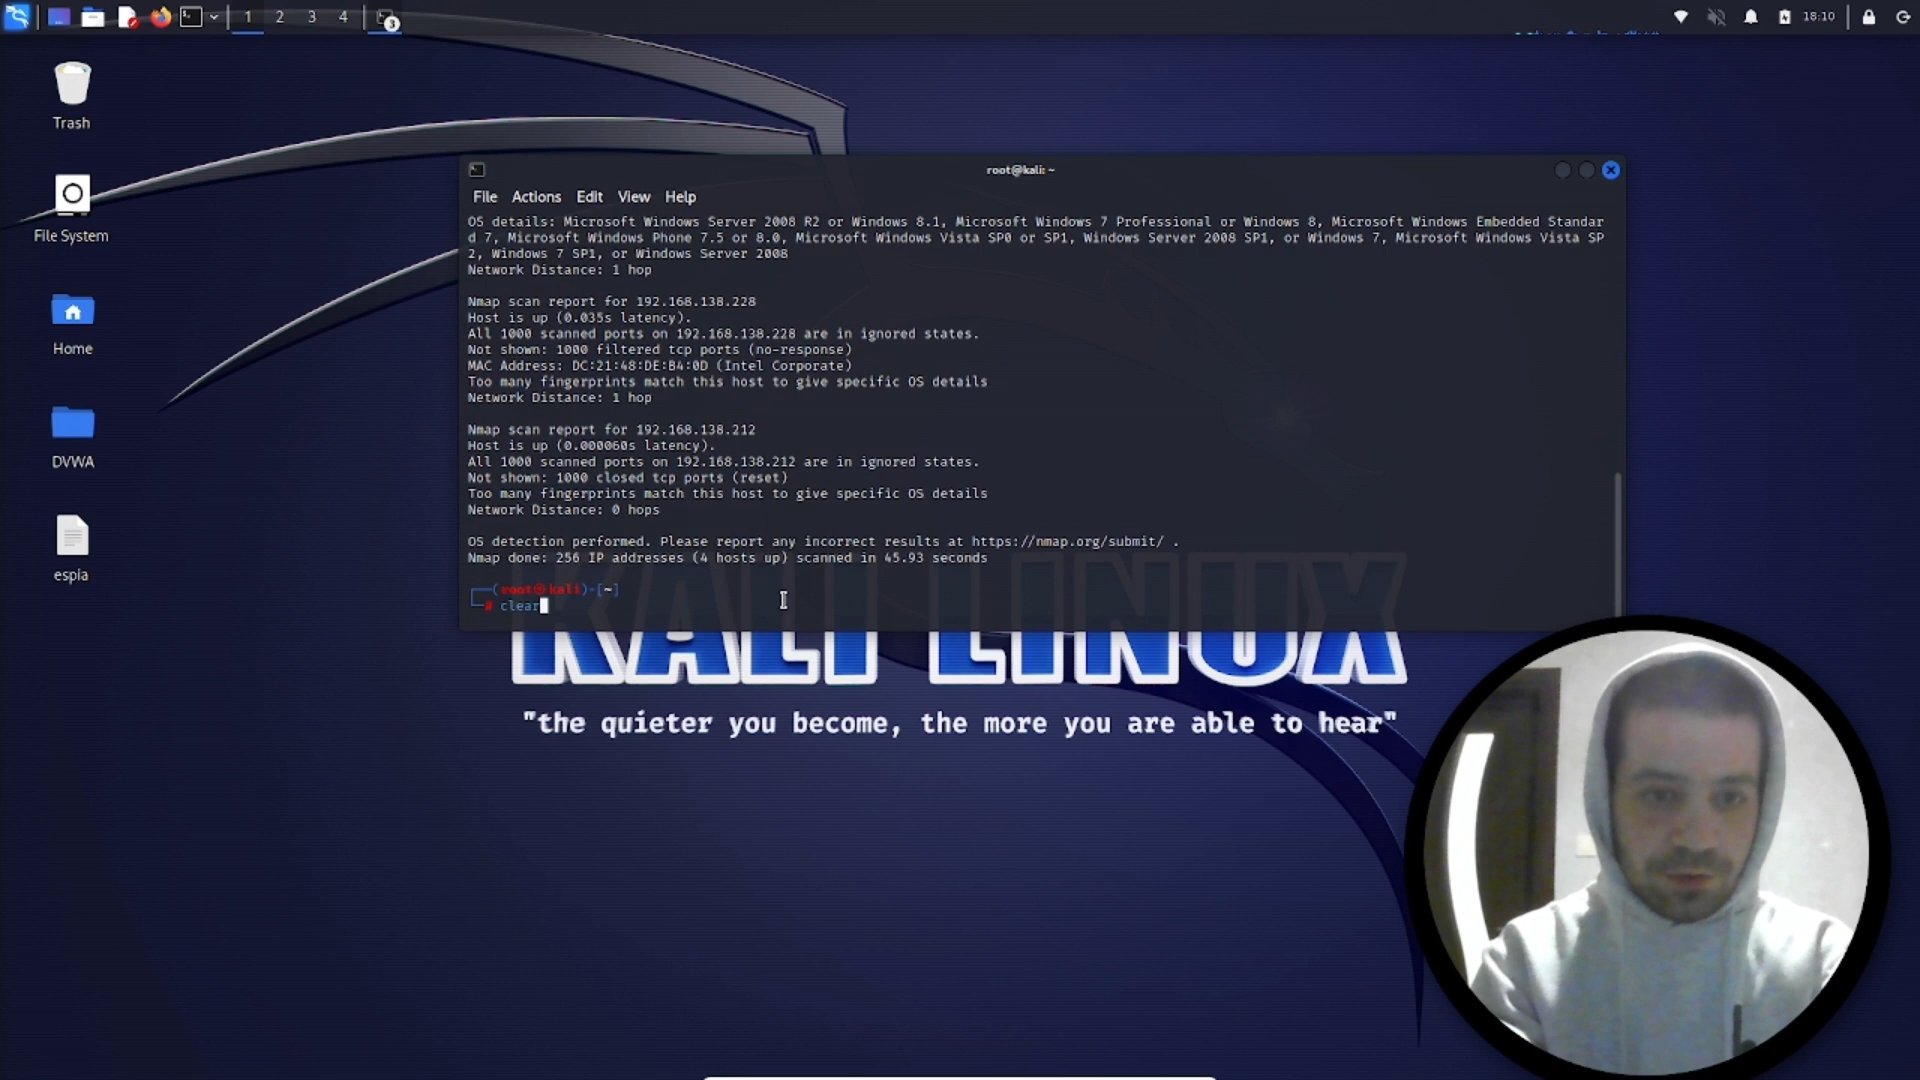 1 2 3 4 3
18:10
Trash
File System
Home
DVWA
espia
root@kali: ~
File Actions Edit View Help
OS details: Microsoft Windows Server 2008 R2 or Windows 8.1, Microsoft Windows 7 Professional or Windows 8, Microsoft Windows Embedded Standar
d 7, Microsoft Windows Phone 7.5 or 8.0, Microsoft Windows Vista SP0 or SP1, Windows Server 2008 SP1, or Windows 7, Microsoft Windows Vista SP
2, Windows 7 SP1, or Windows Server 2008
Network Distance: 1 hop
Nmap scan report for 192.168.138.228
Host is up (0.035s latency).
All 1000 scanned ports on 192.168.138.228 are in ignored states.
Not shown: 1000 filtered tcp ports (no-response)
MAC Address: DC:21:48:DE:B4:0D (Intel Corporate)
Too many fingerprints match this host to give specific OS details
Network Distance: 1 hop
Nmap scan report for 192.168.138.212
Host is up (0.000060s latency).
All 1000 scanned ports on 192.168.138.212 are in ignored states.
Not shown: 1000 closed tcp ports (reset)
Too many fingerprints match this host to give specific OS details
Network Distance: 0 hops
OS detection performed. Please report any incorrect results at https://nmap.org/submit/ .
Nmap done: 256 IP addresses (4 hosts up) scanned in 45.93 seconds
┌──(root㉿kali)-[~]
└─# clear
KALI LINUX
"the quieter you become, the more you are able to hear"